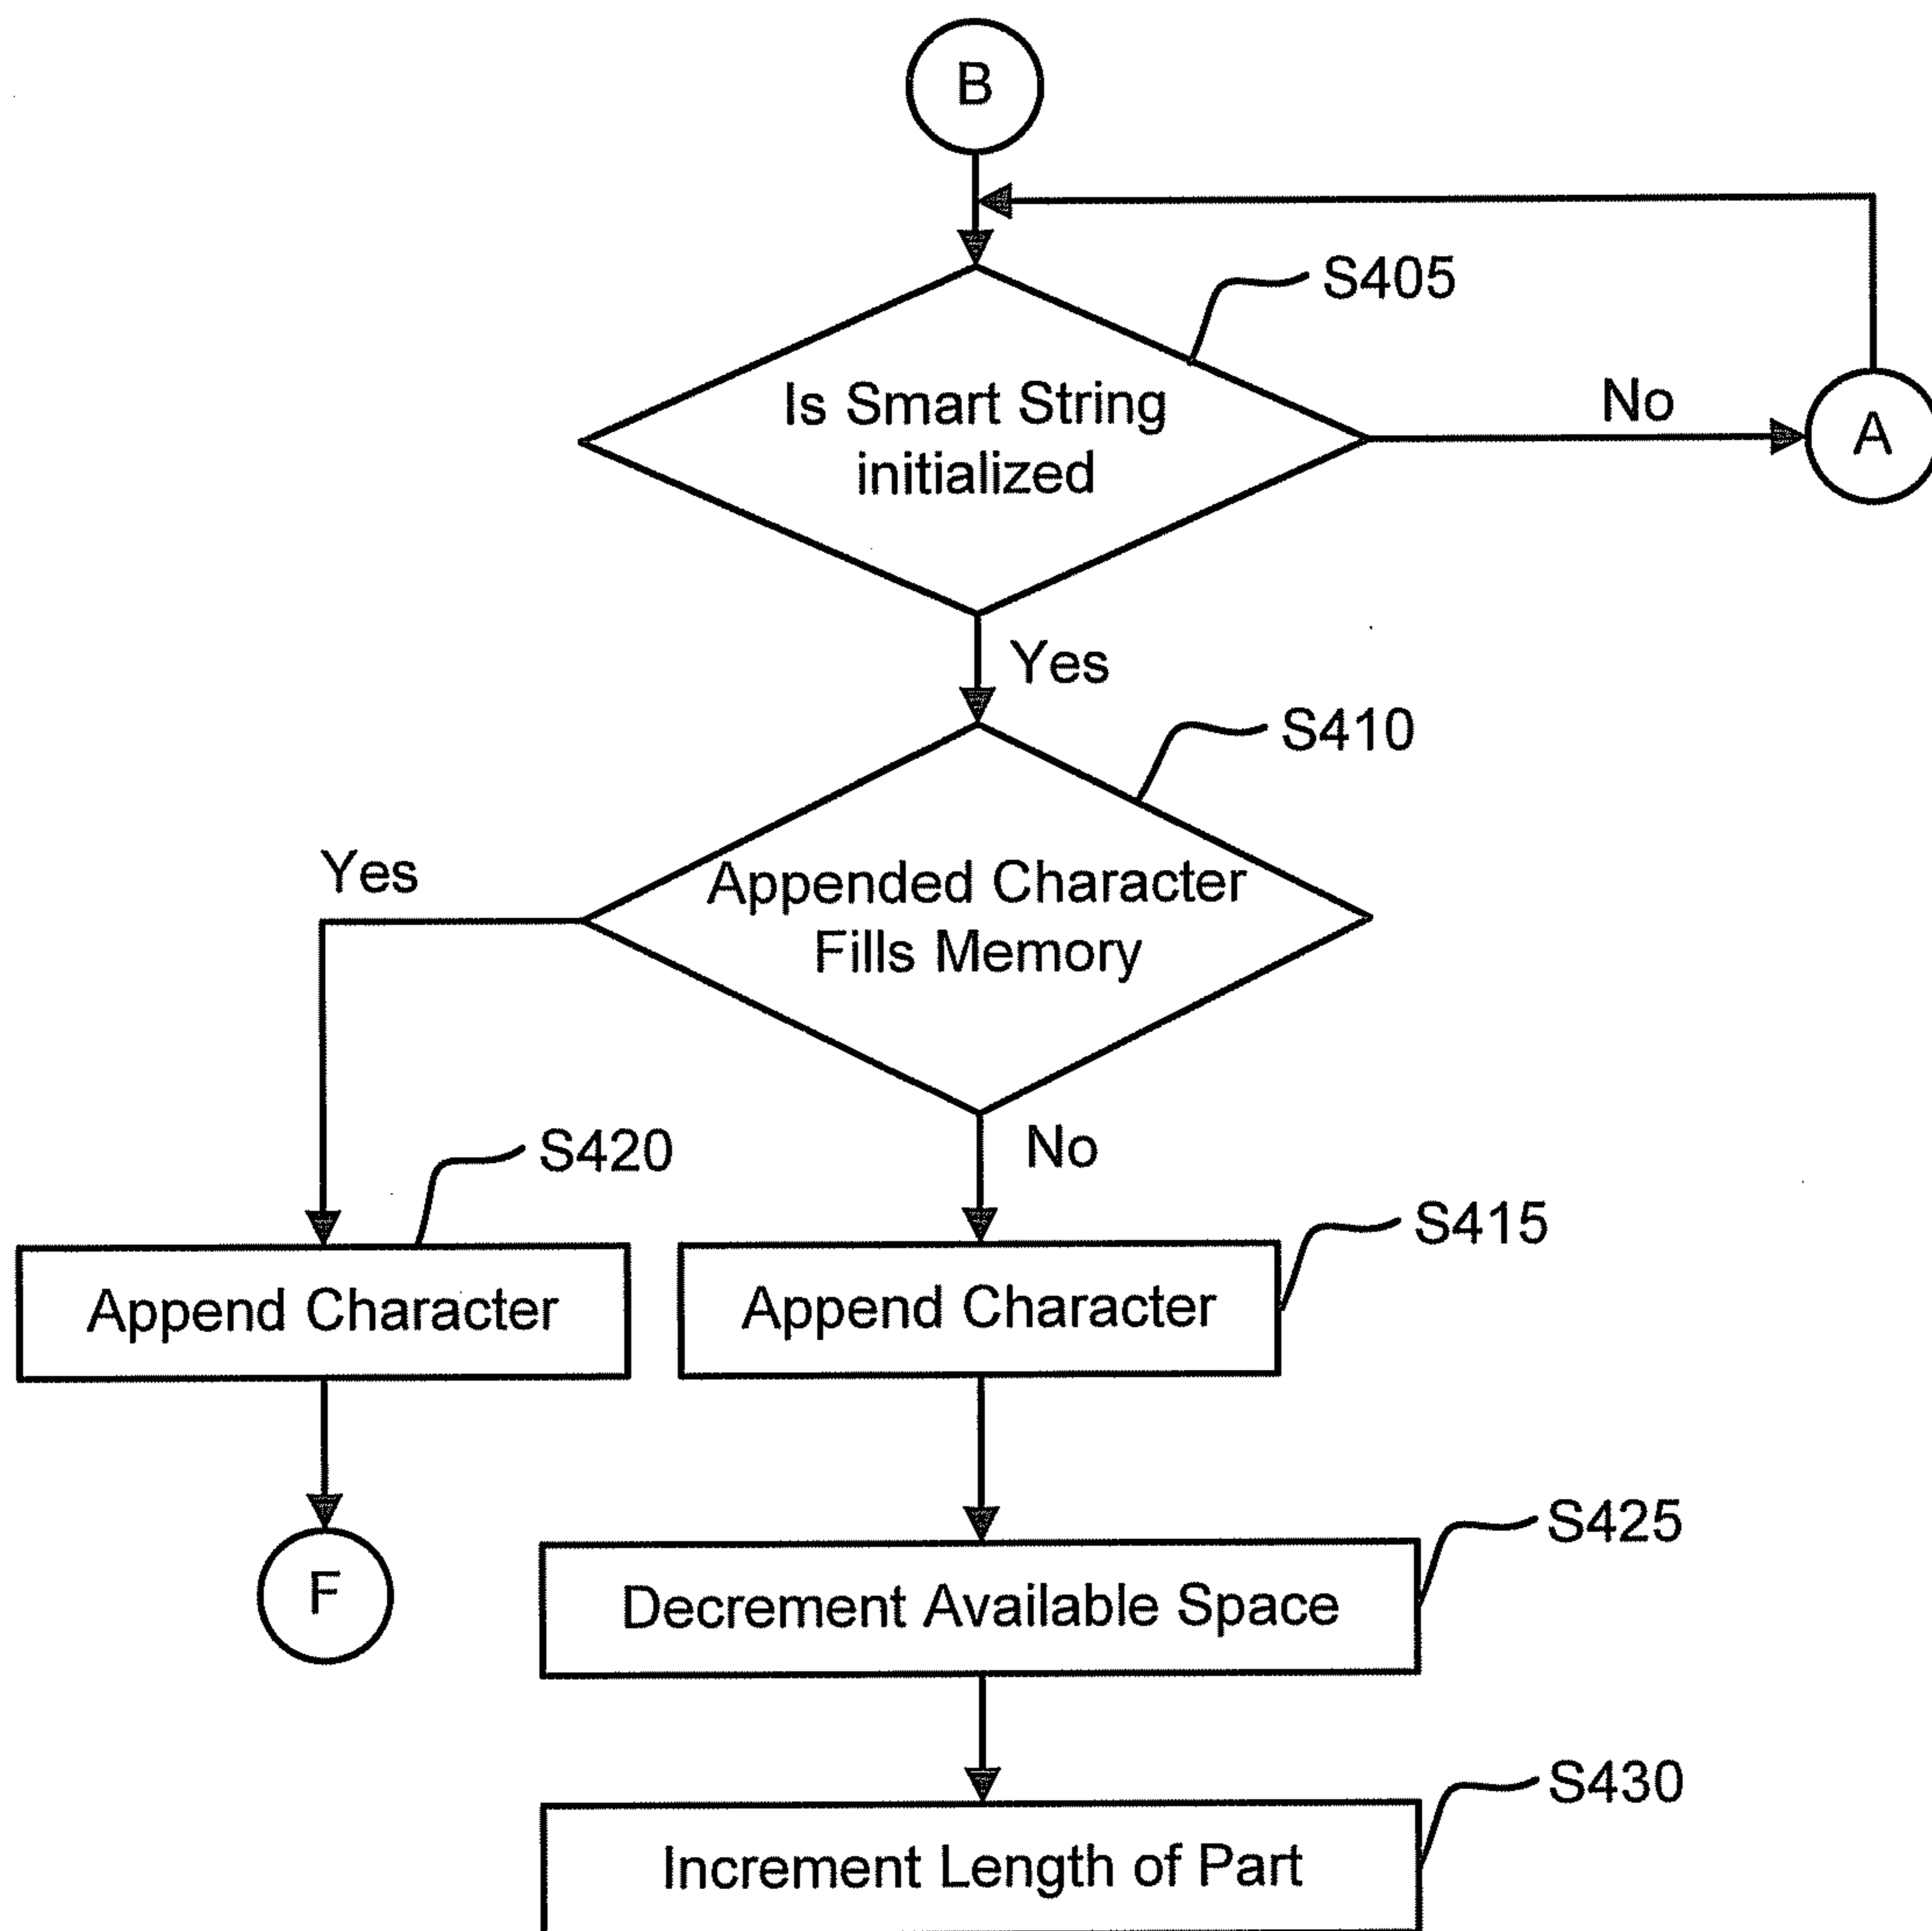 B
S405
Is Smart String
initialized
No
A
Yes
S410
Yes
Appended Character
Fills Memory
No
S420
S415
Append Character
Append Character
F
S425
Decrement Available Space
S430
Increment Length of Part